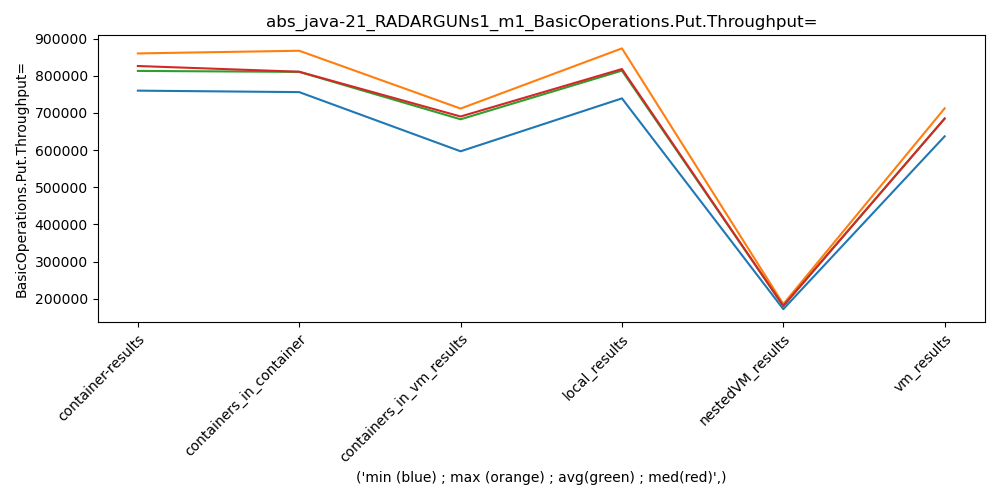 abs_java-21_RADARGUNs1_m1_BasicOperations.Put.Throughput=
BasicOperations.Put.Throughput=
900000
800000
700000
600000
500000
400000
300000
200000
container-results
containers_in_container
containers_in_vm_results
local_results
nestedVM_results
vm_results
('min (blue) ; max (orange) ; avg(green) ; med(red)',)